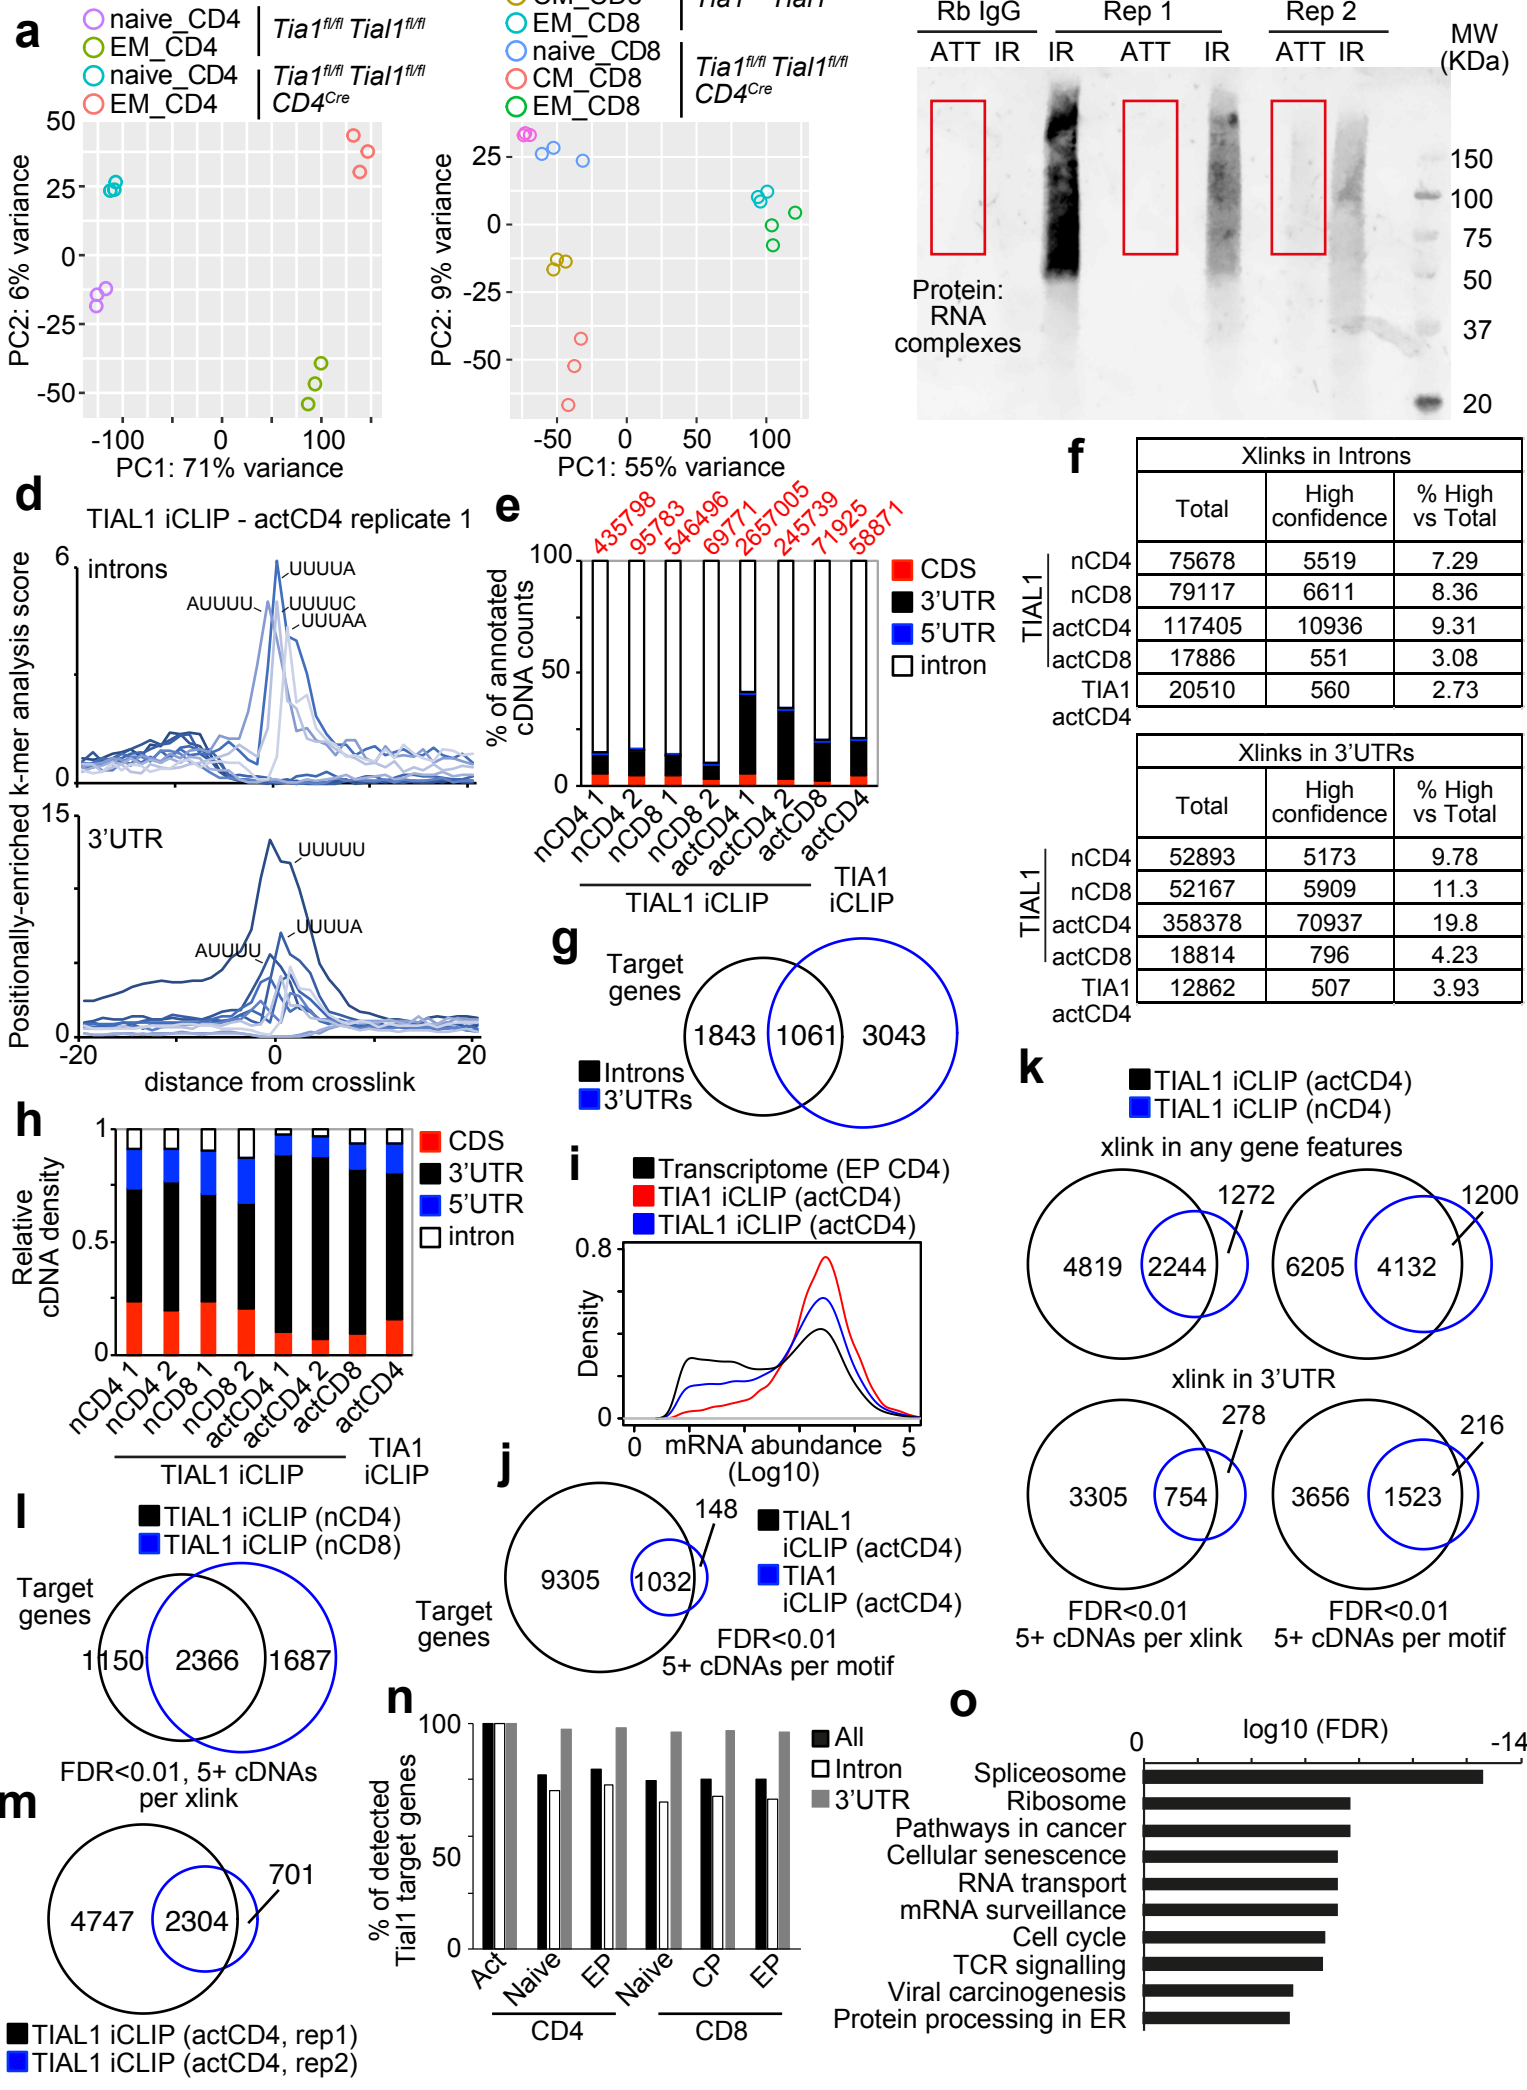 a
naive_CD4
EM_CD4
Tia1fl/fl Tial1fl/fl
naive_CD4
EM_CD4
Tia1fl/fl Tial1fl/fl
CD4Cre
50
25
0
-25
-50
PC2: 6% variance
-100 0 100
PC1: 71% variance
EM_CD8
naive_CD8
CM_CD8
EM_CD8
Tia1fl/fl Tial1fl/fl
CD4Cre
25
0
-25
-50
PC2: 9% variance
-50 0 50 100
PC1: 55% variance
Rb IgG Rep 1 Rep 2
ATT IR IR ATT IR ATT IR
MW
(KDa)
150
100
75
50
37
20
Protein:
RNA
complexes
d
TIAL1 iCLIP - actCD4 replicate 1
Positionally-enriched k-mer analysis score
6
introns
UUUUA
AUUUU
UUUUC
UUUAA
0
15
3'UTR
UUUUU
UUUUA
AUUUU
0
-20 0 20
distance from crosslink
e
435798 95783 546496 69771 2657005 245739 71925 58871
100
50
0
% of annotated
cDNA counts
CDS
3'UTR
5'UTR
intron
nCD4 1 nCD4 2 nCD8 1 nCD8 2 actCD4 1 actCD4 2 actCD8 actCD4
TIAL1 iCLIP
TIA1
iCLIP
f
Xlinks in Introns
Total High confidence % High vs Total
TIAL1
nCD4 75678 5519 7.29
nCD8 79117 6611 8.36
actCD4 117405 10936 9.31
actCD8 17886 551 3.08
TIA1 20510 560 2.73
actCD4
Xlinks in 3'UTRs
Total High confidence % High vs Total
TIAL1
nCD4 52893 5173 9.78
nCD8 52167 5909 11.3
actCD4 358378 70937 19.8
actCD8 18814 796 4.23
TIA1 12862 507 3.93
actCD4
g
Target
genes
1843 1061 3043
Introns
3'UTRs
h
1
0.5
0
Relative
cDNA density
CDS
3'UTR
5'UTR
intron
nCD4 1 nCD4 2 nCD8 1 nCD8 2 actCD4 1 actCD4 2 actCD8 actCD4
TIAL1 iCLIP
TIA1
iCLIP
i
Transcriptome (EP CD4)
TIA1 iCLIP (actCD4)
TIAL1 iCLIP (actCD4)
0.8
0
Density
0 mRNA abundance 5
(Log10)
j
148
9305 1032
Target
genes
TIAL1
iCLIP (actCD4)
TIA1
iCLIP (actCD4)
FDR<0.01
5+ cDNAs per motif
k
TIAL1 iCLIP (actCD4)
TIAL1 iCLIP (nCD4)
xlink in any gene features
1272 1200
4819 2244 6205 4132
xlink in 3'UTR
278 216
3305 754 3656 1523
FDR<0.01 FDR<0.01
5+ cDNAs per xlink 5+ cDNAs per motif
l
TIAL1 iCLIP (nCD4)
TIAL1 iCLIP (nCD8)
Target
genes
1150 2366 1687
FDR<0.01, 5+ cDNAs
per xlink
m
701
4747 2304
TIAL1 iCLIP (actCD4, rep1)
TIAL1 iCLIP (actCD4, rep2)
n
100
50
0
% of detected
Tial1 target genes
All
Intron
3'UTR
Act Naive EP Naive CP EP
CD4 CD8
o
log10 (FDR)
0 -14
Spliceosome
Ribosome
Pathways in cancer
Cellular senescence
RNA transport
mRNA surveillance
Cell cycle
TCR signalling
Viral carcinogenesis
Protein processing in ER